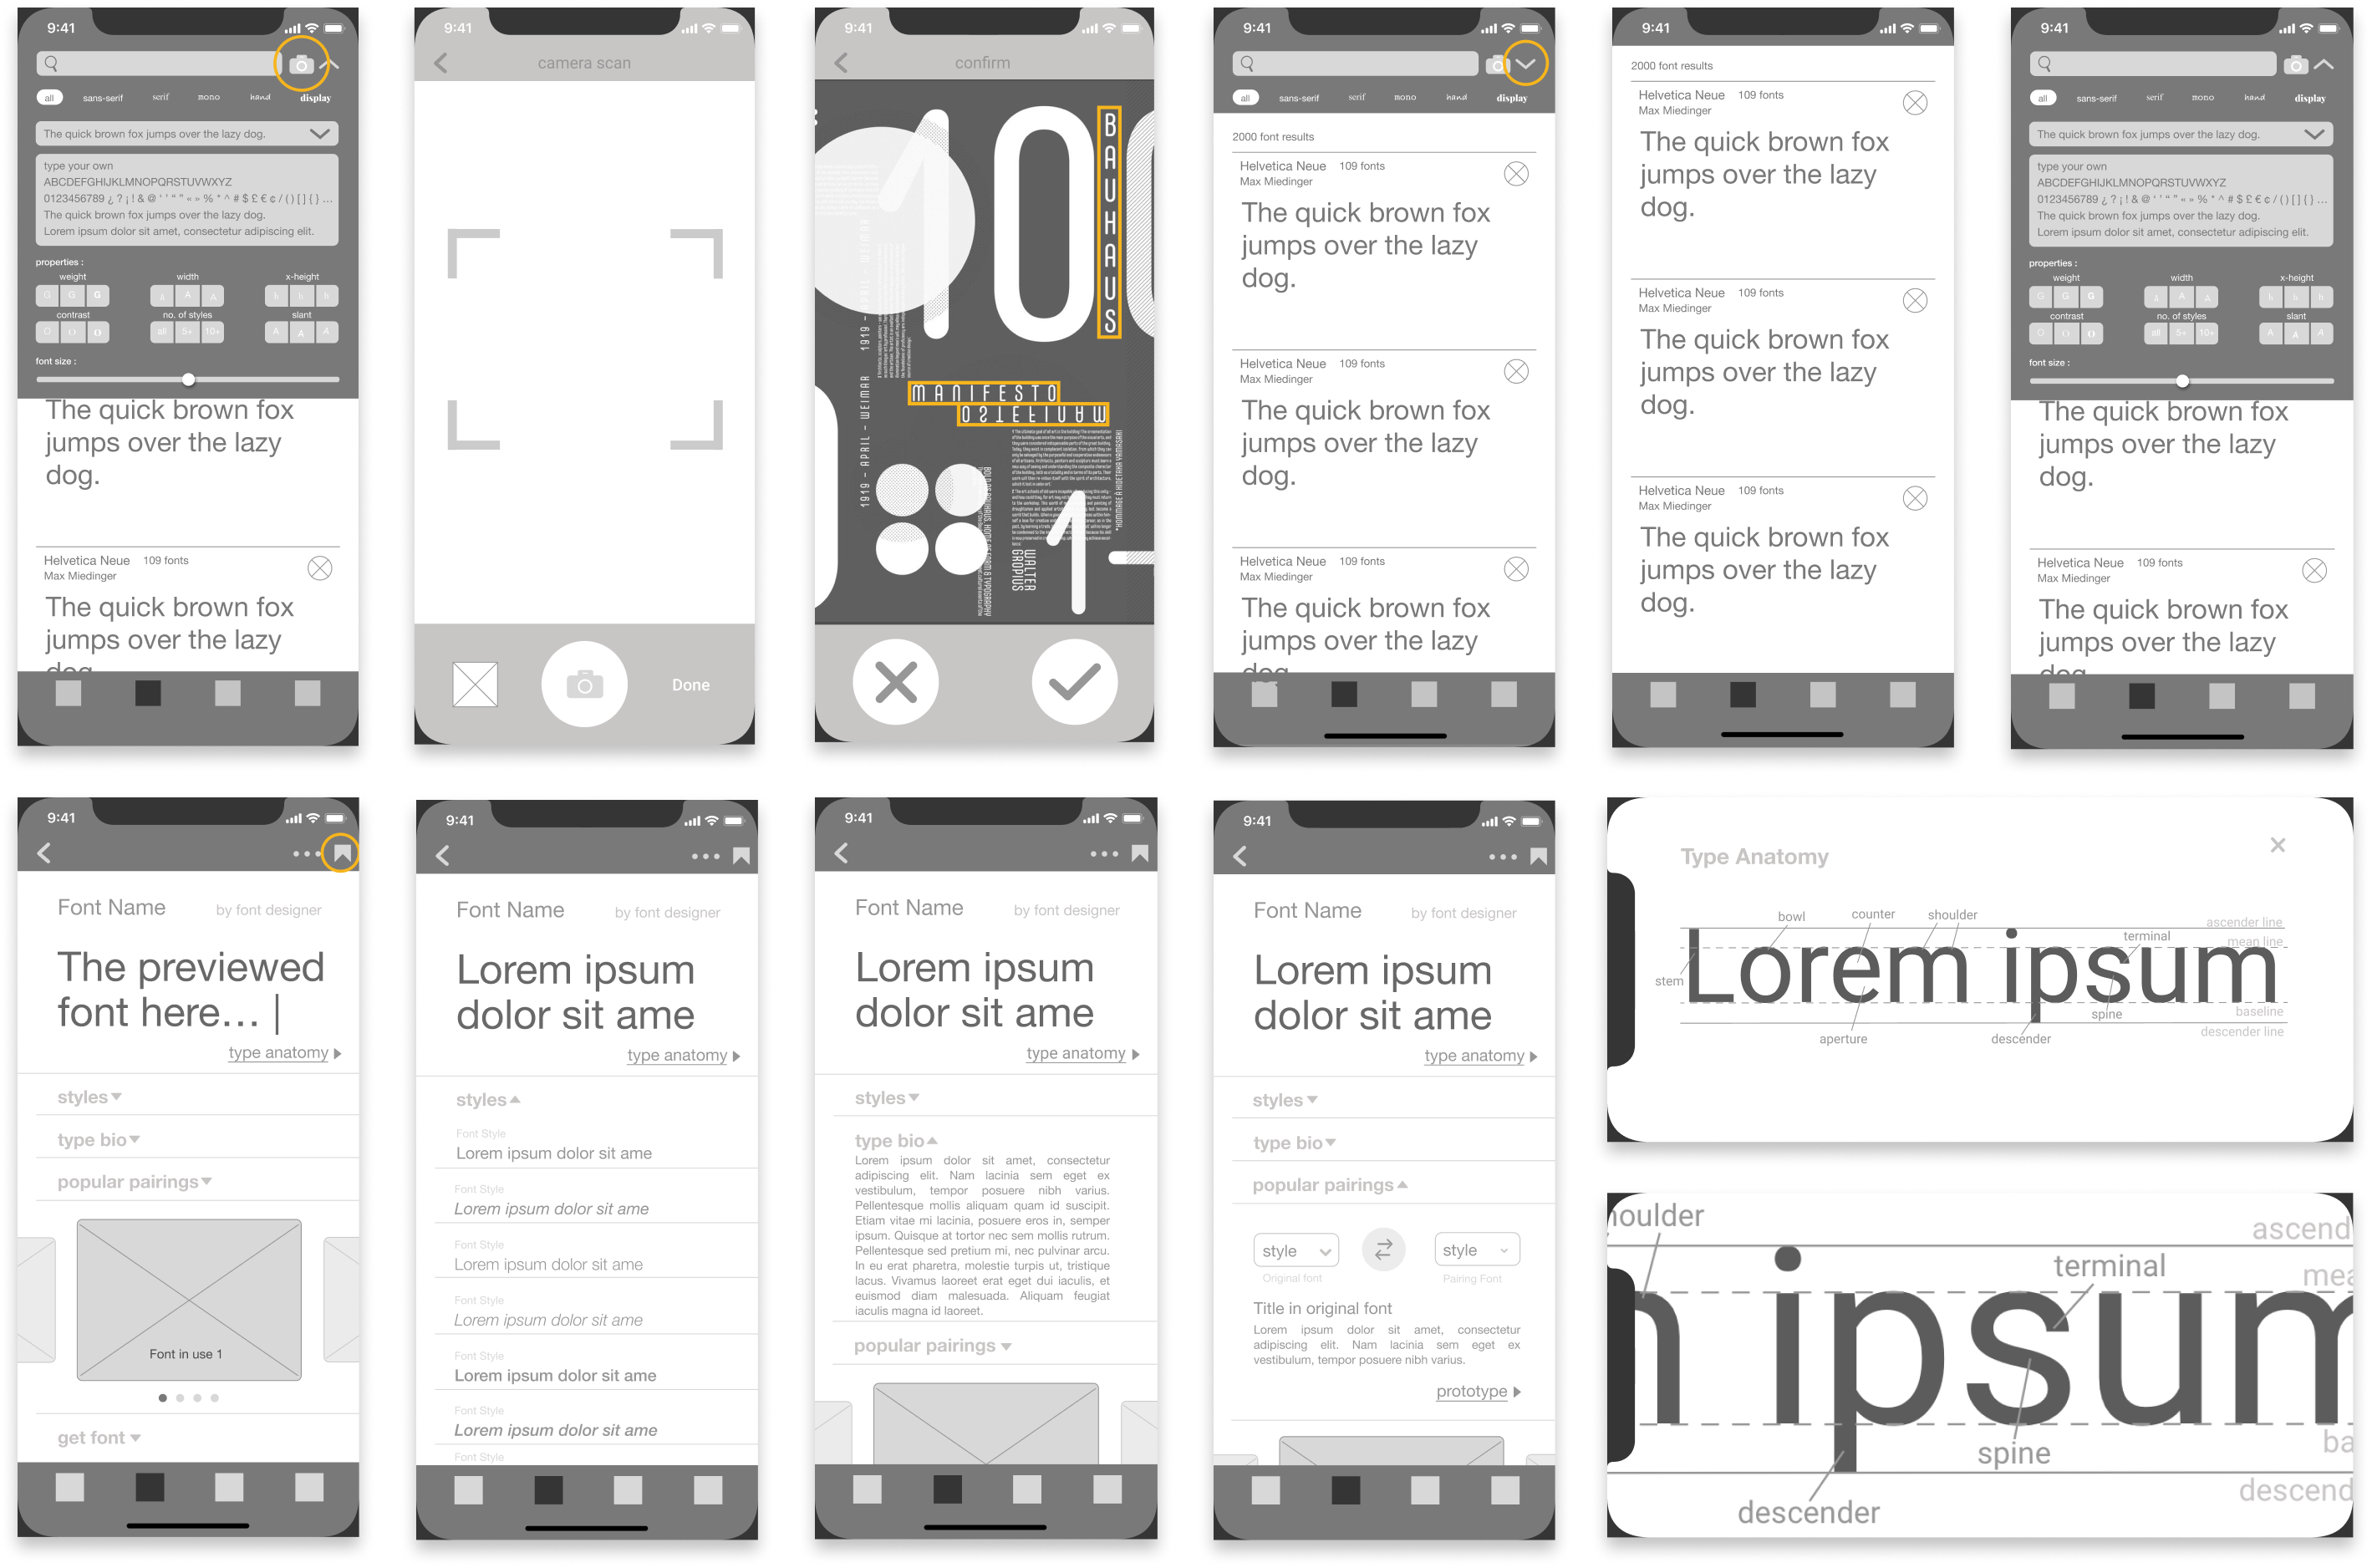 9:41
all sans-serif serif mono hand display
The quick brown fox jumps over the lazy dog.
type your own
ABCDEFGHIJKLMNOPQRSTUVWXYZ
0123456789 ¿ ? ¡ ! & @ ‘ ’ “ ” « » % * ^ # $ £ € ¢ / ( ) [ ] { } ...
The quick brown fox jumps over the lazy dog.
Lorem ipsum dolor sit amet, consectetur adipiscing elit.
properties :
weight width x-height
G G G A A A h h h
contrast no. of styles slant
O O O all 5+ 10+ A A A
font size :
The quick brown fox
jumps over the lazy
dog.
Helvetica Neue 109 fonts
Max Miedinger
The quick brown fox
jumps over the lazy
dog.
9:41
camera scan
Done
9:41
confirm
100
BAUHAUS
1919 – APRIL – WEIMAR
1919 – APRIL – WEIMAR
MANIFESTO
MANIFESTO
WALTER
GROPIUS
9:41
all sans-serif serif mono hand display
2000 font results
Helvetica Neue 109 fonts
Max Miedinger
The quick brown fox
jumps over the lazy
dog.
Helvetica Neue 109 fonts
Max Miedinger
The quick brown fox
jumps over the lazy
dog.
Helvetica Neue 109 fonts
Max Miedinger
The quick brown fox
jumps over the lazy
dog.
9:41
2000 font results
Helvetica Neue 109 fonts
Max Miedinger
The quick brown fox
jumps over the lazy
dog.
Helvetica Neue 109 fonts
Max Miedinger
The quick brown fox
jumps over the lazy
dog.
Helvetica Neue 109 fonts
Max Miedinger
The quick brown fox
jumps over the lazy
dog.
9:41
all sans-serif serif mono hand display
The quick brown fox jumps over the lazy dog.
type your own
ABCDEFGHIJKLMNOPQRSTUVWXYZ
0123456789 ¿ ? ¡ ! & @ ‘ ’ “ ” « » % * ^ # $ £ € ¢ / ( ) [ ] { } ...
The quick brown fox jumps over the lazy dog.
Lorem ipsum dolor sit amet, consectetur adipiscing elit.
properties :
weight width x-height
G G G A A A h h h
contrast no. of styles slant
O O O all 5+ 10+ A A A
font size :
The quick brown fox
jumps over the lazy
dog.
Helvetica Neue 109 fonts
Max Miedinger
The quick brown fox
jumps over the lazy
dog.
9:41
Font Name by font designer
The previewed
font here... |
type anatomy
styles
type bio
popular pairings
Font in use 1
get font
9:41
Font Name by font designer
Lorem ipsum
dolor sit ame
type anatomy
styles
Font Style
Lorem ipsum dolor sit ame
Font Style
Lorem ipsum dolor sit ame
Font Style
Lorem ipsum dolor sit ame
Font Style
Lorem ipsum dolor sit ame
Font Style
Lorem ipsum dolor sit ame
Font Style
Lorem ipsum dolor sit ame
Font Style
9:41
Font Name by font designer
Lorem ipsum
dolor sit ame
type anatomy
styles
type bio
Lorem ipsum dolor sit amet, consectetur
adipiscing elit. Nam lacinia sem eget ex
vestibulum, tempor posuere nibh varius.
Pellentesque mollis aliquam quam id suscipit.
Etiam vitae mi lacinia, posuere eros in, semper
ipsum. Quisque at tortor nec sem mollis rutrum.
Pellentesque sed pretium mi, nec pulvinar arcu.
In eu erat pharetra, molestie turpis ut, tristique
lacus. Vivamus laoreet erat eget dui iaculis, et
euismod diam malesuada. Aliquam feugiat
iaculis magna id laoreet.
popular pairings
9:41
Font Name by font designer
Lorem ipsum
dolor sit ame
type anatomy
styles
type bio
popular pairings
style style
Original font Pairing Font
Title in original font
Lorem ipsum dolor sit amet, consectetur
adipiscing elit. Nam lacinia sem eget ex
vestibulum, tempor posuere nibh varius.
prototype
Type Anatomy
bowl counter shoulder ascender line
terminal mean line
Lorem ipsum
stem
spine baseline
aperture descender descender line
houlder ascend
terminal mea
m ipsum
spine ba
descender descend